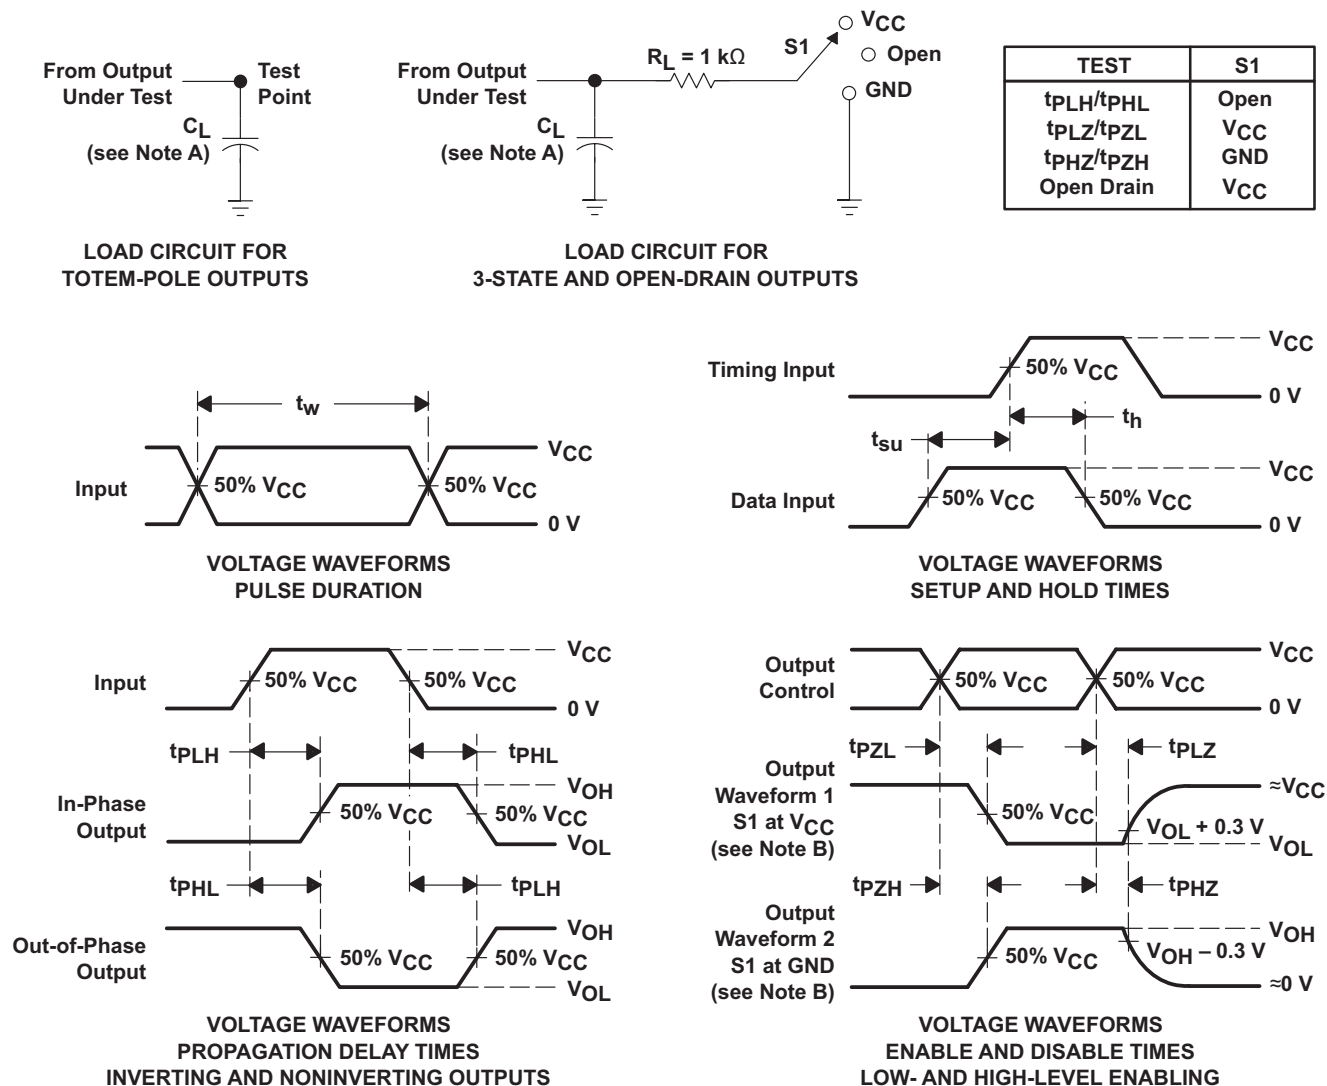 From Output
Under Test
Test
Point
CL
(see Note A)
LOAD CIRCUIT FOR
TOTEM-POLE OUTPUTS
From Output
Under Test
RL = 1 kΩ
S1
VCC
Open
GND
CL
(see Note A)
LOAD CIRCUIT FOR
3-STATE AND OPEN-DRAIN OUTPUTS
TEST S1
tPLH/tPHL Open
tPLZ/tPZL VCC
tPHZ/tPZH GND
Open Drain VCC
tw
Input
50% VCC
50% VCC
VCC
0 V
VOLTAGE WAVEFORMS
PULSE DURATION
Timing Input
50% VCC
VCC
0 V
th
tsu
Data Input
50% VCC
50% VCC
VCC
0 V
VOLTAGE WAVEFORMS
SETUP AND HOLD TIMES
Input
50% VCC
50% VCC
VCC
0 V
tPLH
tPHL
In-Phase
Output
50% VCC
50% VCC
VOH
VOL
tPHL
tPLH
Out-of-Phase
Output
50% VCC
50% VCC
VOH
VOL
VOLTAGE WAVEFORMS
PROPAGATION DELAY TIMES
INVERTING AND NONINVERTING OUTPUTS
Output
Control
50% VCC
50% VCC
VCC
0 V
tPZL
tPLZ
Output
Waveform 1
S1 at VCC
(see Note B)
50% VCC
≈VCC
VOL + 0.3 V
VOL
tPZH
tPHZ
Output
Waveform 2
S1 at GND
(see Note B)
50% VCC
VOH
VOH – 0.3 V
≈0 V
VOLTAGE WAVEFORMS
ENABLE AND DISABLE TIMES
LOW- AND HIGH-LEVEL ENABLING